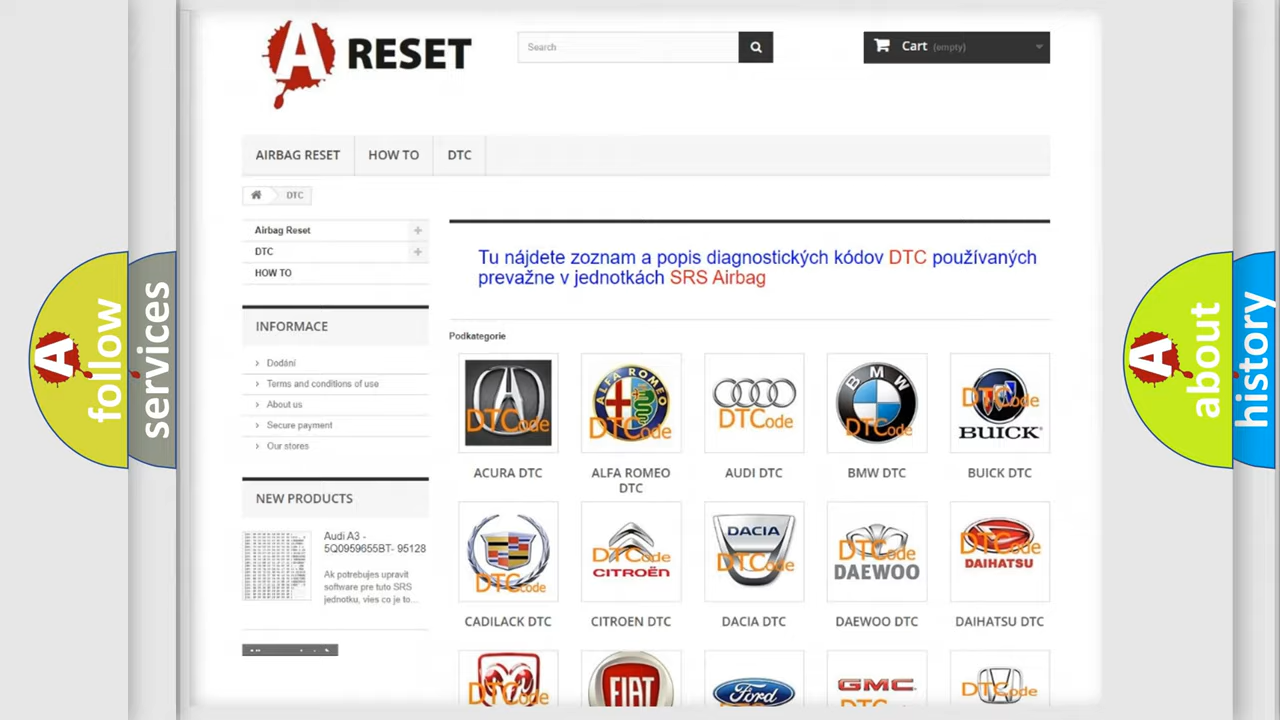 A RESET
Search
Cart (empty)
AIRBAG RESET
HOW TO
DTC
DTC
Airbag Reset
DTC
HOW TO
INFORMACE
Dodání
Terms and conditions of use
About us
Secure payment
Our stores
NEW PRODUCTS
Audi A3 -
5Q0959655BT- 95128
Ak potrebujes upravit
software pre tuto SRS
jednotku, vies co je to...
Tu nájdete zoznam a popis diagnostických kódov DTC používaných
prevažne v jednotkách SRS Airbag
Podkategorie
DTCode
ALFA ROMEO
DTCode
DTCode
BMW
DTCode
DTCode
BUICK
ACURA DTC
ALFA ROMEO
DTC
AUDI DTC
BMW DTC
BUICK DTC
DTCode
DTCode
CITROËN
DACIA
DTCode
DTCode
DAEWOO
DTCode
DAIHATSU
CADILACK DTC
CITROEN DTC
DACIA DTC
DAEWOO DTC
DAIHATSU DTC
DTCode
FIAT
Ford
GMC
DTCode
A follow
services
A about
history